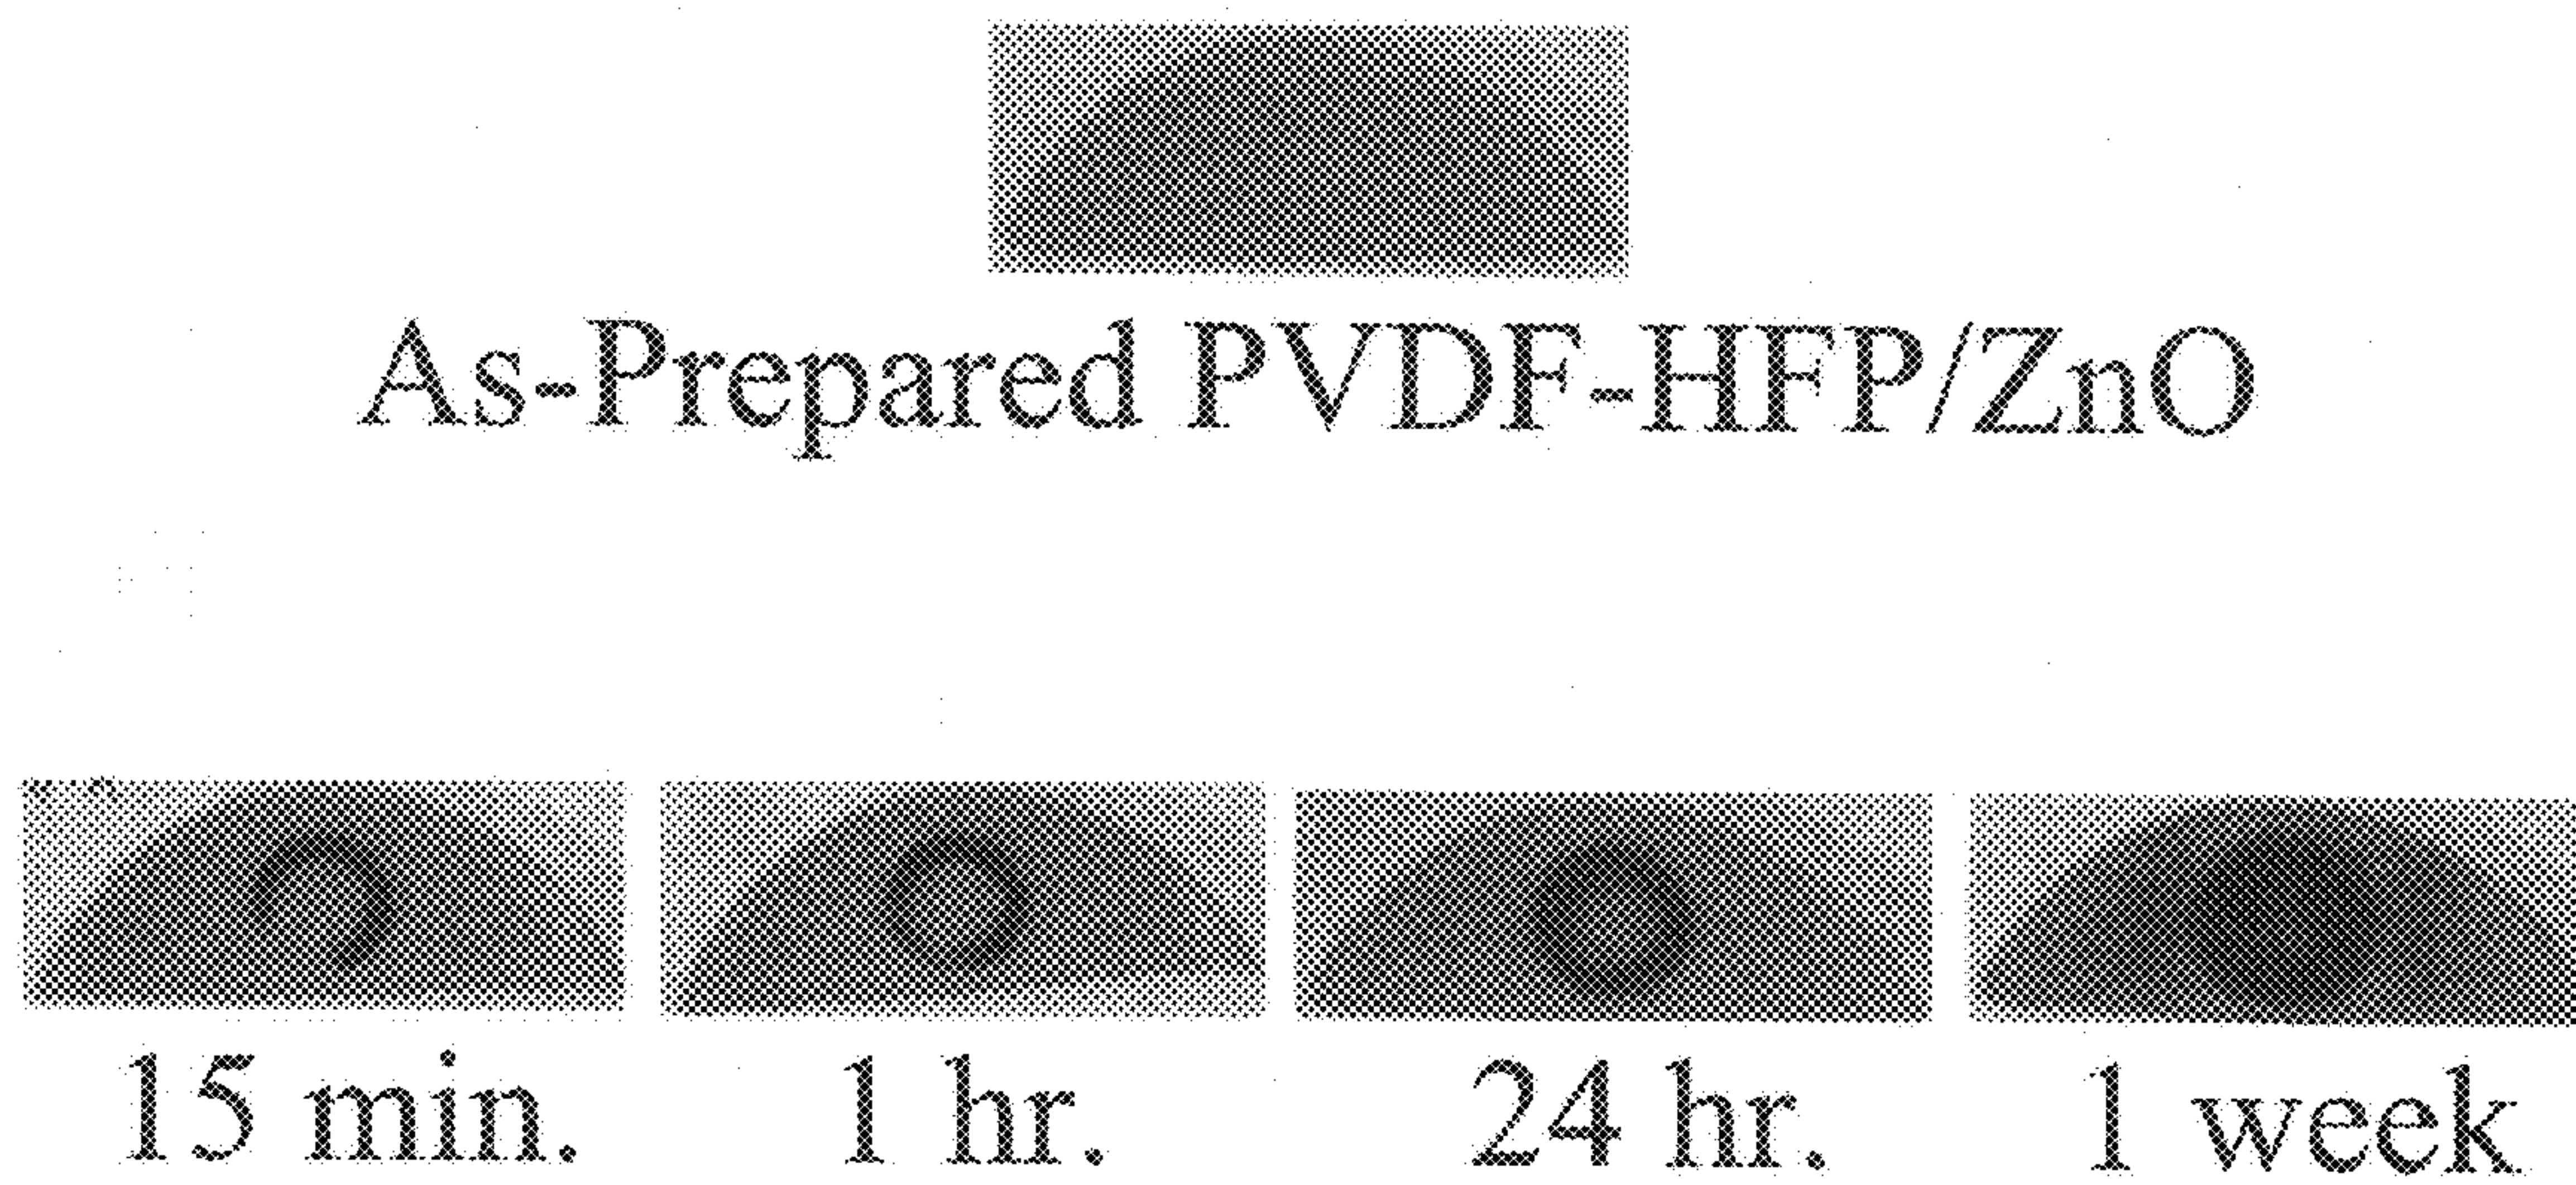 As-Prepared PVDF-HFP/ZnO
15 min. 1 hr. 24 hr. 1 week